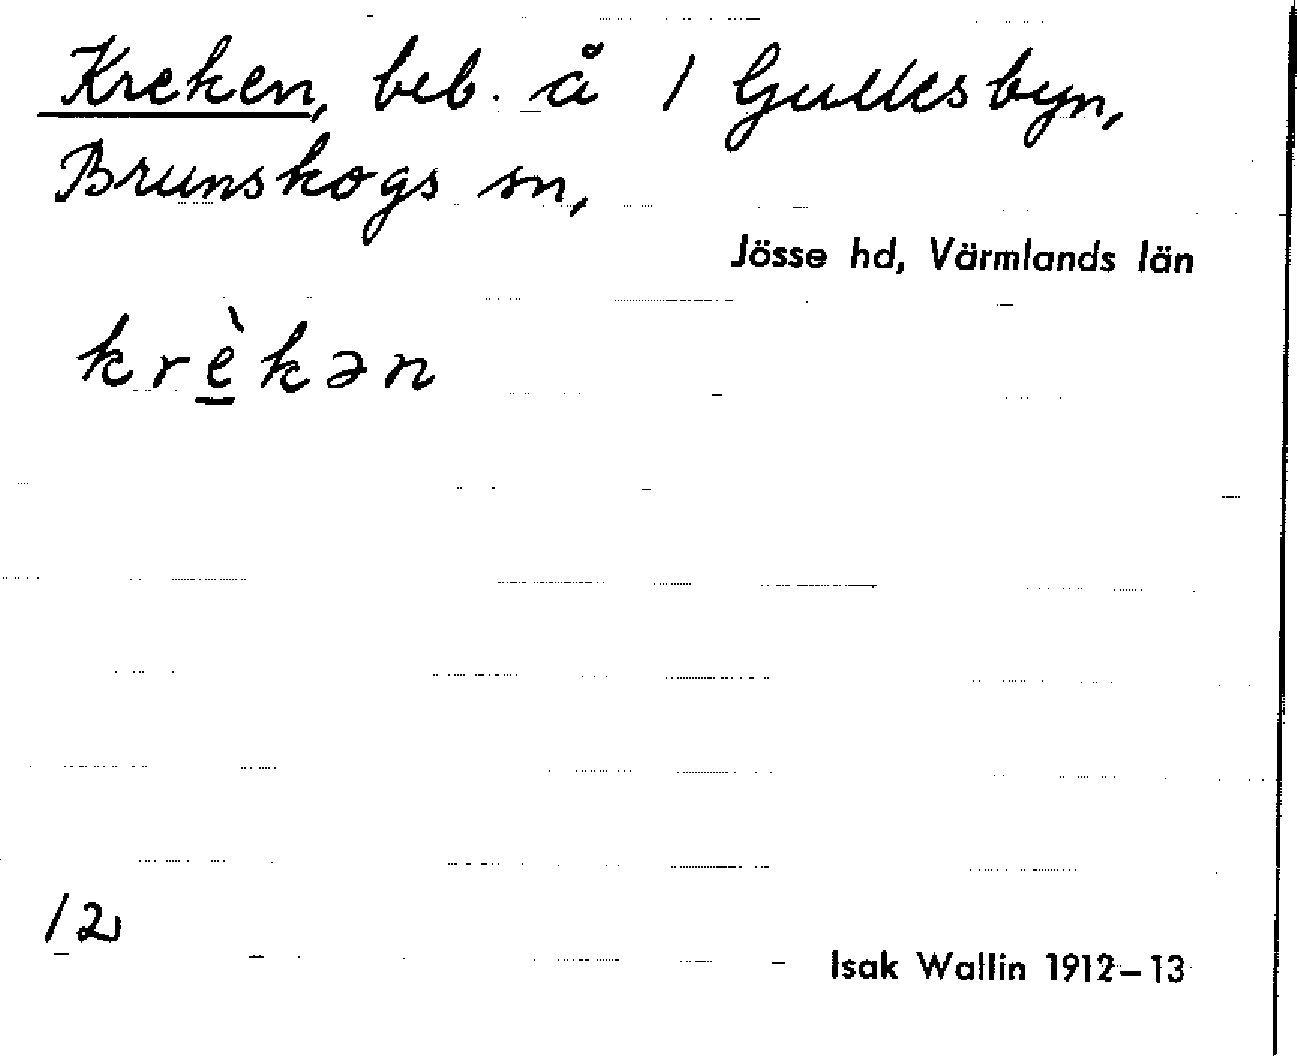 Kreken, beb. å 1 Gullesbyn,
Brunskogs sn,
Jösse hd, Värmlands län
krèkən
12
Isak Wallin 1912–13